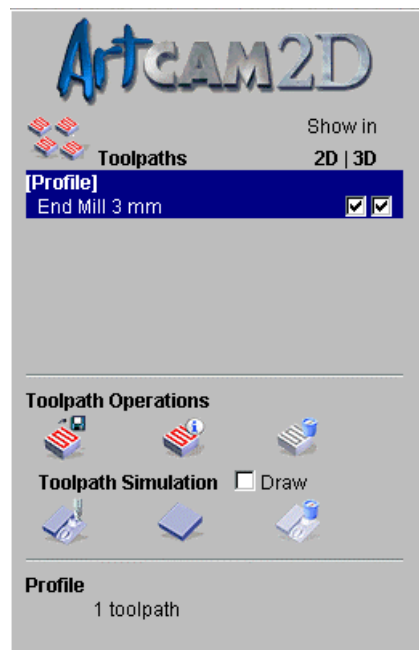 ArtCAM2D
Show in
Toolpaths 2D | 3D
[Profile]
End Mill 3 mm
Toolpath Operations
Toolpath Simulation Draw
Profile
1 toolpath